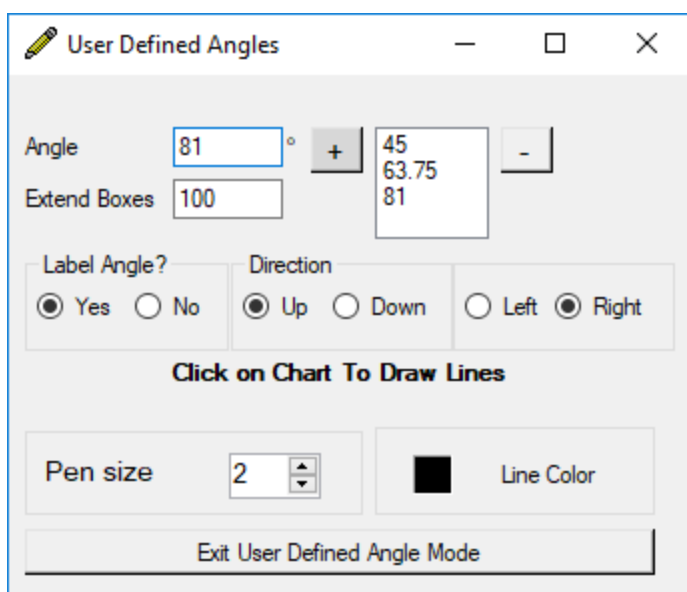 User Defined Angles
Angle 81 ° + 45 -
63.75
Extend Boxes 100 81
Label Angle? Direction
Yes No Up Down Left Right
Click on Chart To Draw Lines
Pen size 2 Line Color
Exit User Defined Angle Mode